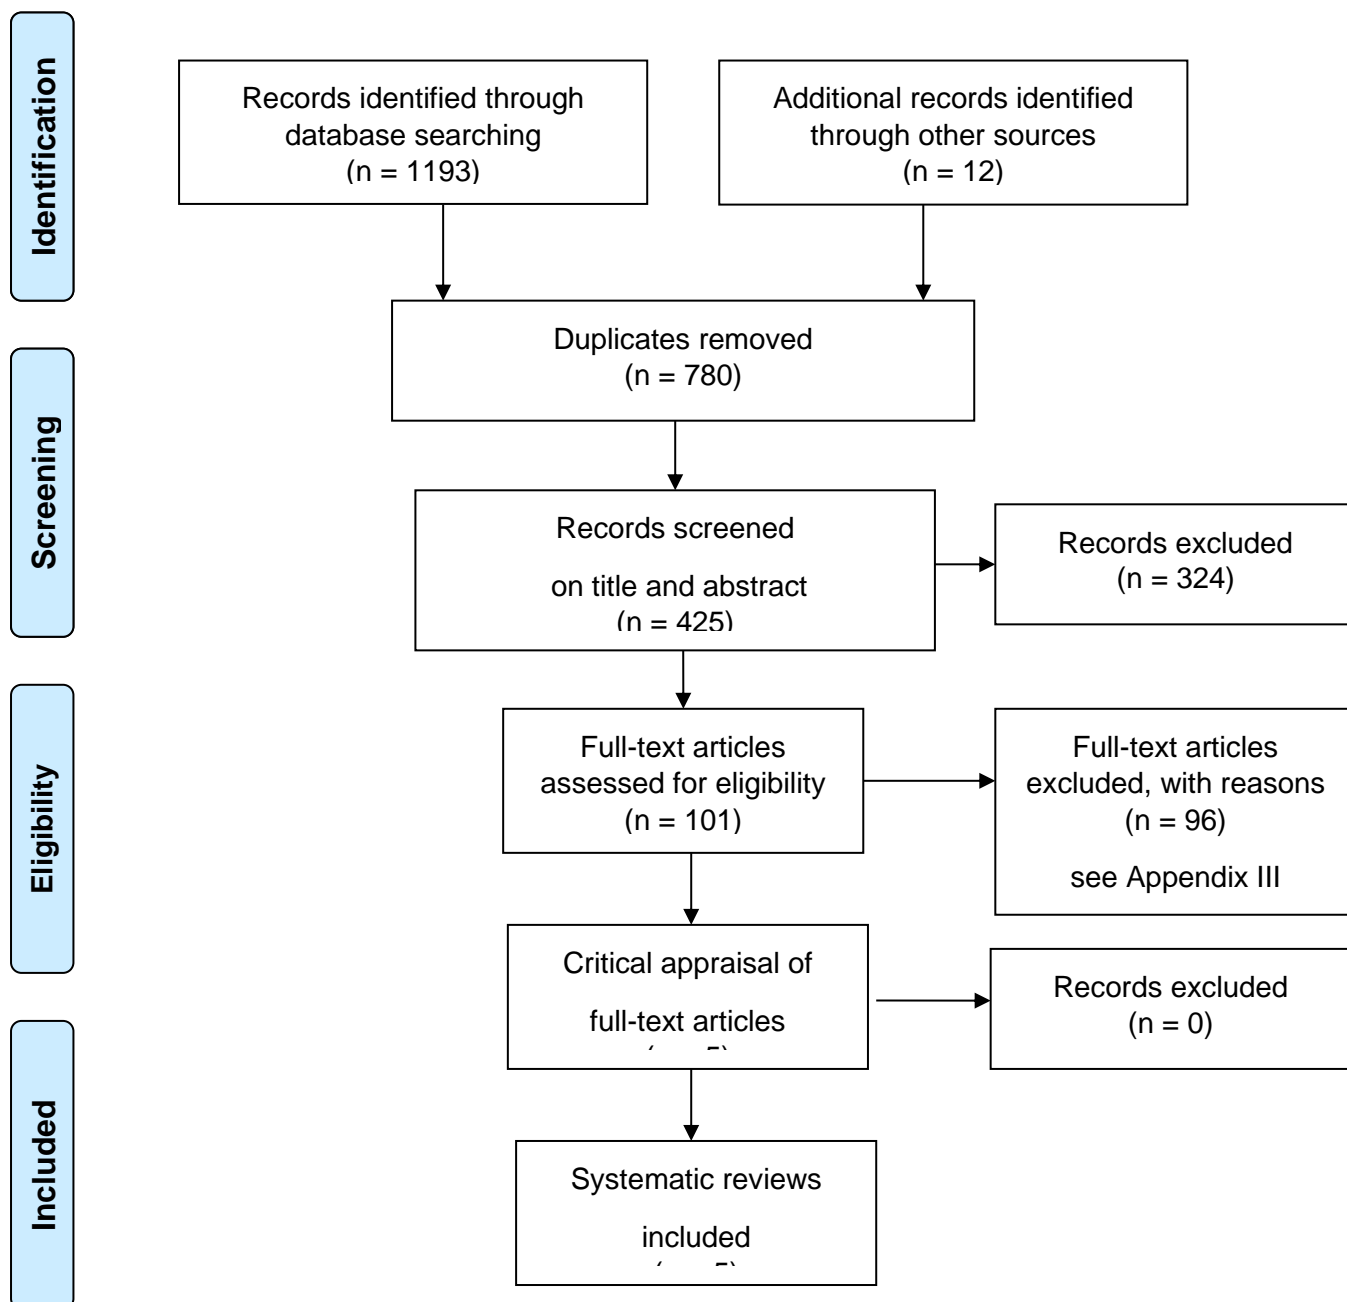 Identification
Records identified through
database searching
(n = 1193)
Additional records identified
through other sources
(n = 12)
Duplicates removed
(n = 780)
Screening
Records screened
on title and abstract
(n = 425)
Records excluded
(n = 324)
Eligibility
Full-text articles
assessed for eligibility
(n = 101)
Full-text articles
excluded, with reasons
(n = 96)
see Appendix III
Critical appraisal of
full-text articles
Records excluded
(n = 0)
Included
Systematic reviews
included